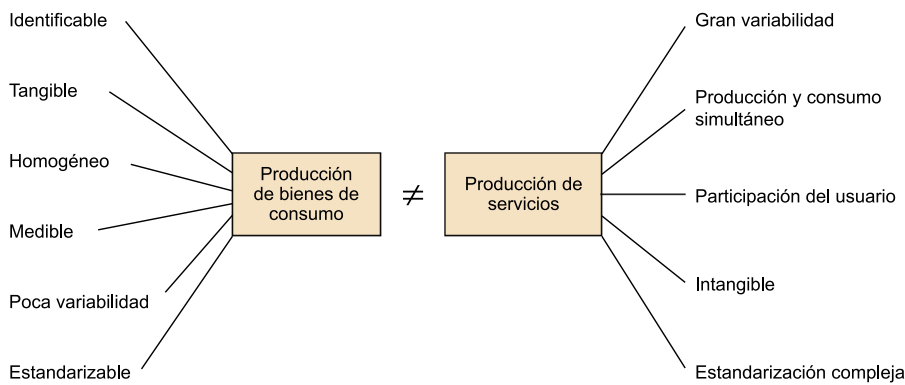 Identificable
Tangible
Homogéneo
Medible
Poca variabilidad
Estandarizable
Producción
de bienes de
consumo
≠
Producción de
servicios
Gran variabilidad
Producción y consumo
simultáneo
Participación del usuario
Intangible
Estandarización compleja